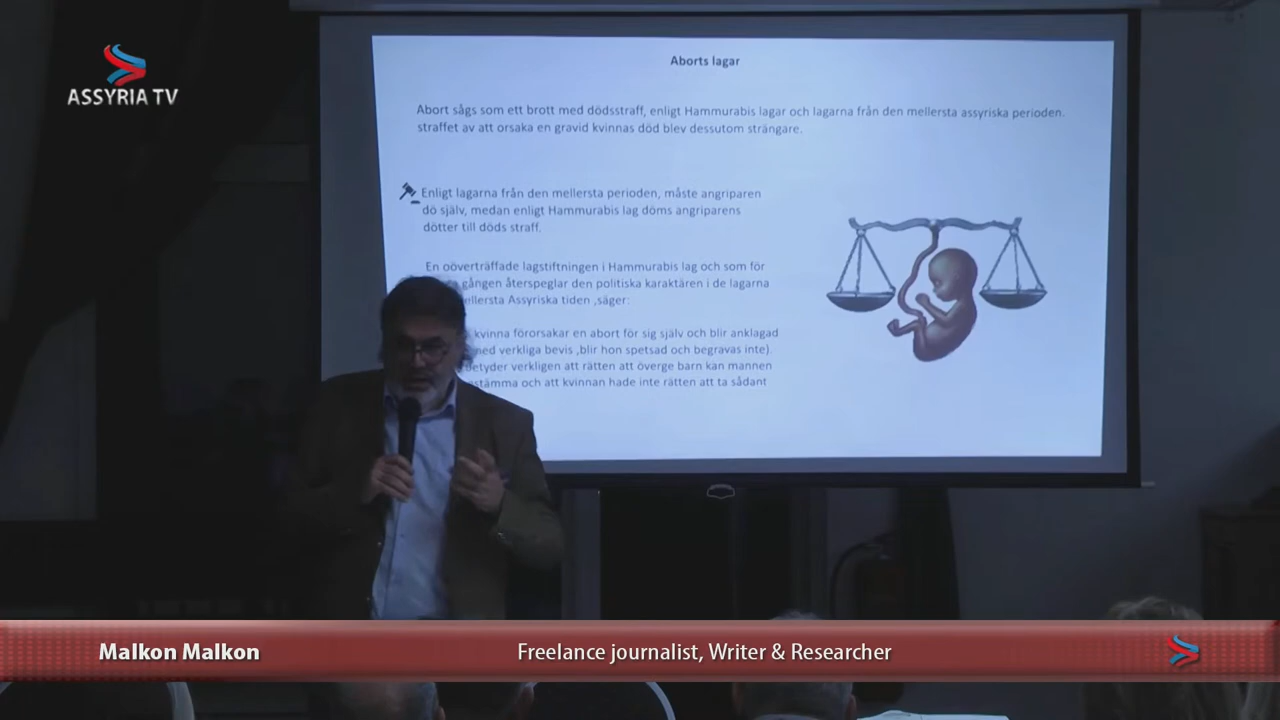 ASSYRIA TV
Aborts lagar
Abort sågs som ett brott med dödsstraff, enligt Hammurabis lagar och lagarna från den mellersta assyriska perioden.
straffet av att orsaka en gravid kvinnas död blev dessutom strängare.
Enligt lagarna från den mellersta perioden, måste angriparen
dö själv, medan enligt Hammurabis lag döms angriparens
dötter till döds straff.
En oöverträffade lagstiftningen i Hammurabis lag och som för
gången återspeglar den politiska karaktären i de lagarna
mellersta Assyriska tiden ,säger:
kvinna förorsakar en abort för sig själv och blir anklagad
med verkliga bevis ,blir hon spetsad och begravas inte).
betyder verkligen att rätten att överge barn kan mannen
stämma och att kvinnan hade inte rätten att ta sådant
Malkon Malkon
Freelance journalist, Writer & Researcher